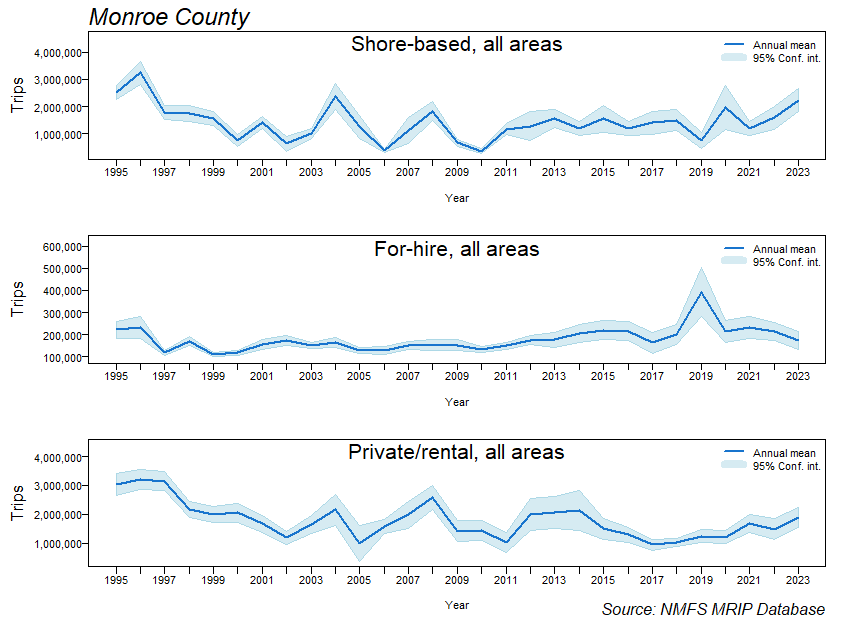 Monroe County
Shore-based, all areas
Annual mean
95% Conf. int.
Trips
4,000,000
3,000,000
2,000,000
1,000,000
1995 1997 1999 2001 2003 2005 2007 2009 2011 2013 2015 2017 2019 2021 2023
Year
For-hire, all areas
Annual mean
95% Conf. int.
Trips
600,000
500,000
400,000
300,000
200,000
100,000
1995 1997 1999 2001 2003 2005 2007 2009 2011 2013 2015 2017 2019 2021 2023
Year
Private/rental, all areas
Annual mean
95% Conf. int.
Trips
4,000,000
3,000,000
2,000,000
1,000,000
1995 1997 1999 2001 2003 2005 2007 2009 2011 2013 2015 2017 2019 2021 2023
Year
Source: NMFS MRIP Database